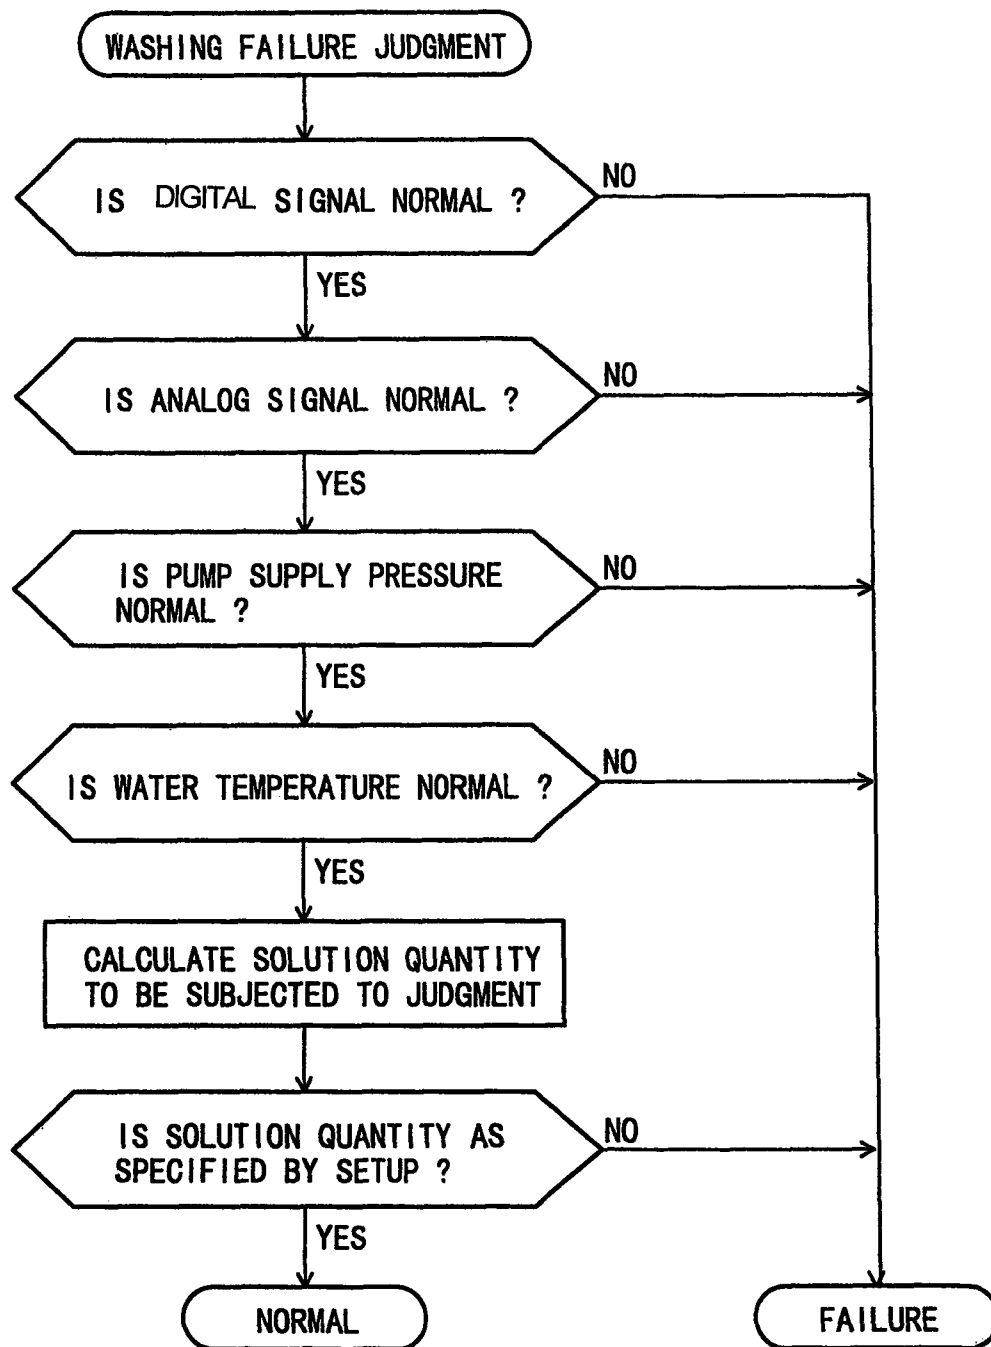 WASHING FAILURE JUDGMENT
IS DIGITAL SIGNAL NORMAL ?
NO
YES
IS ANALOG SIGNAL NORMAL ?
NO
YES
IS PUMP SUPPLY PRESSURE
NORMAL ?
NO
YES
IS WATER TEMPERATURE NORMAL ?
NO
YES
CALCULATE SOLUTION QUANTITY
TO BE SUBJECTED TO JUDGMENT
IS SOLUTION QUANTITY AS
SPECIFIED BY SETUP ?
NO
YES
NORMAL
FAILURE